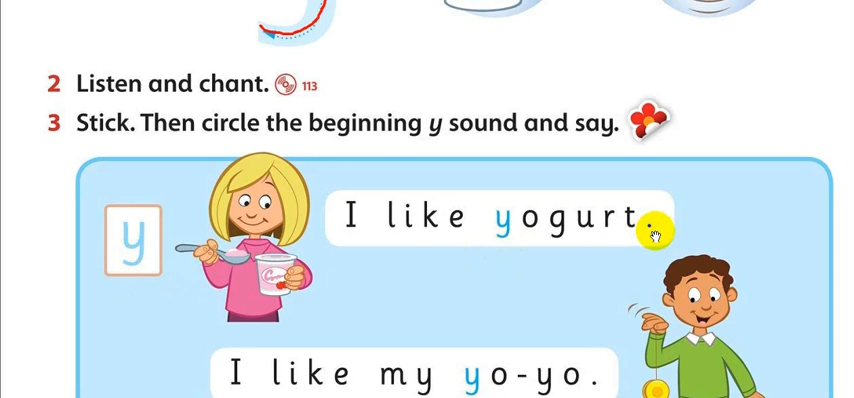 2 Listen and chant. 113
3 Stick. Then circle the beginning y sound and say.
y
I like yogurt.
I like my yo-yo.